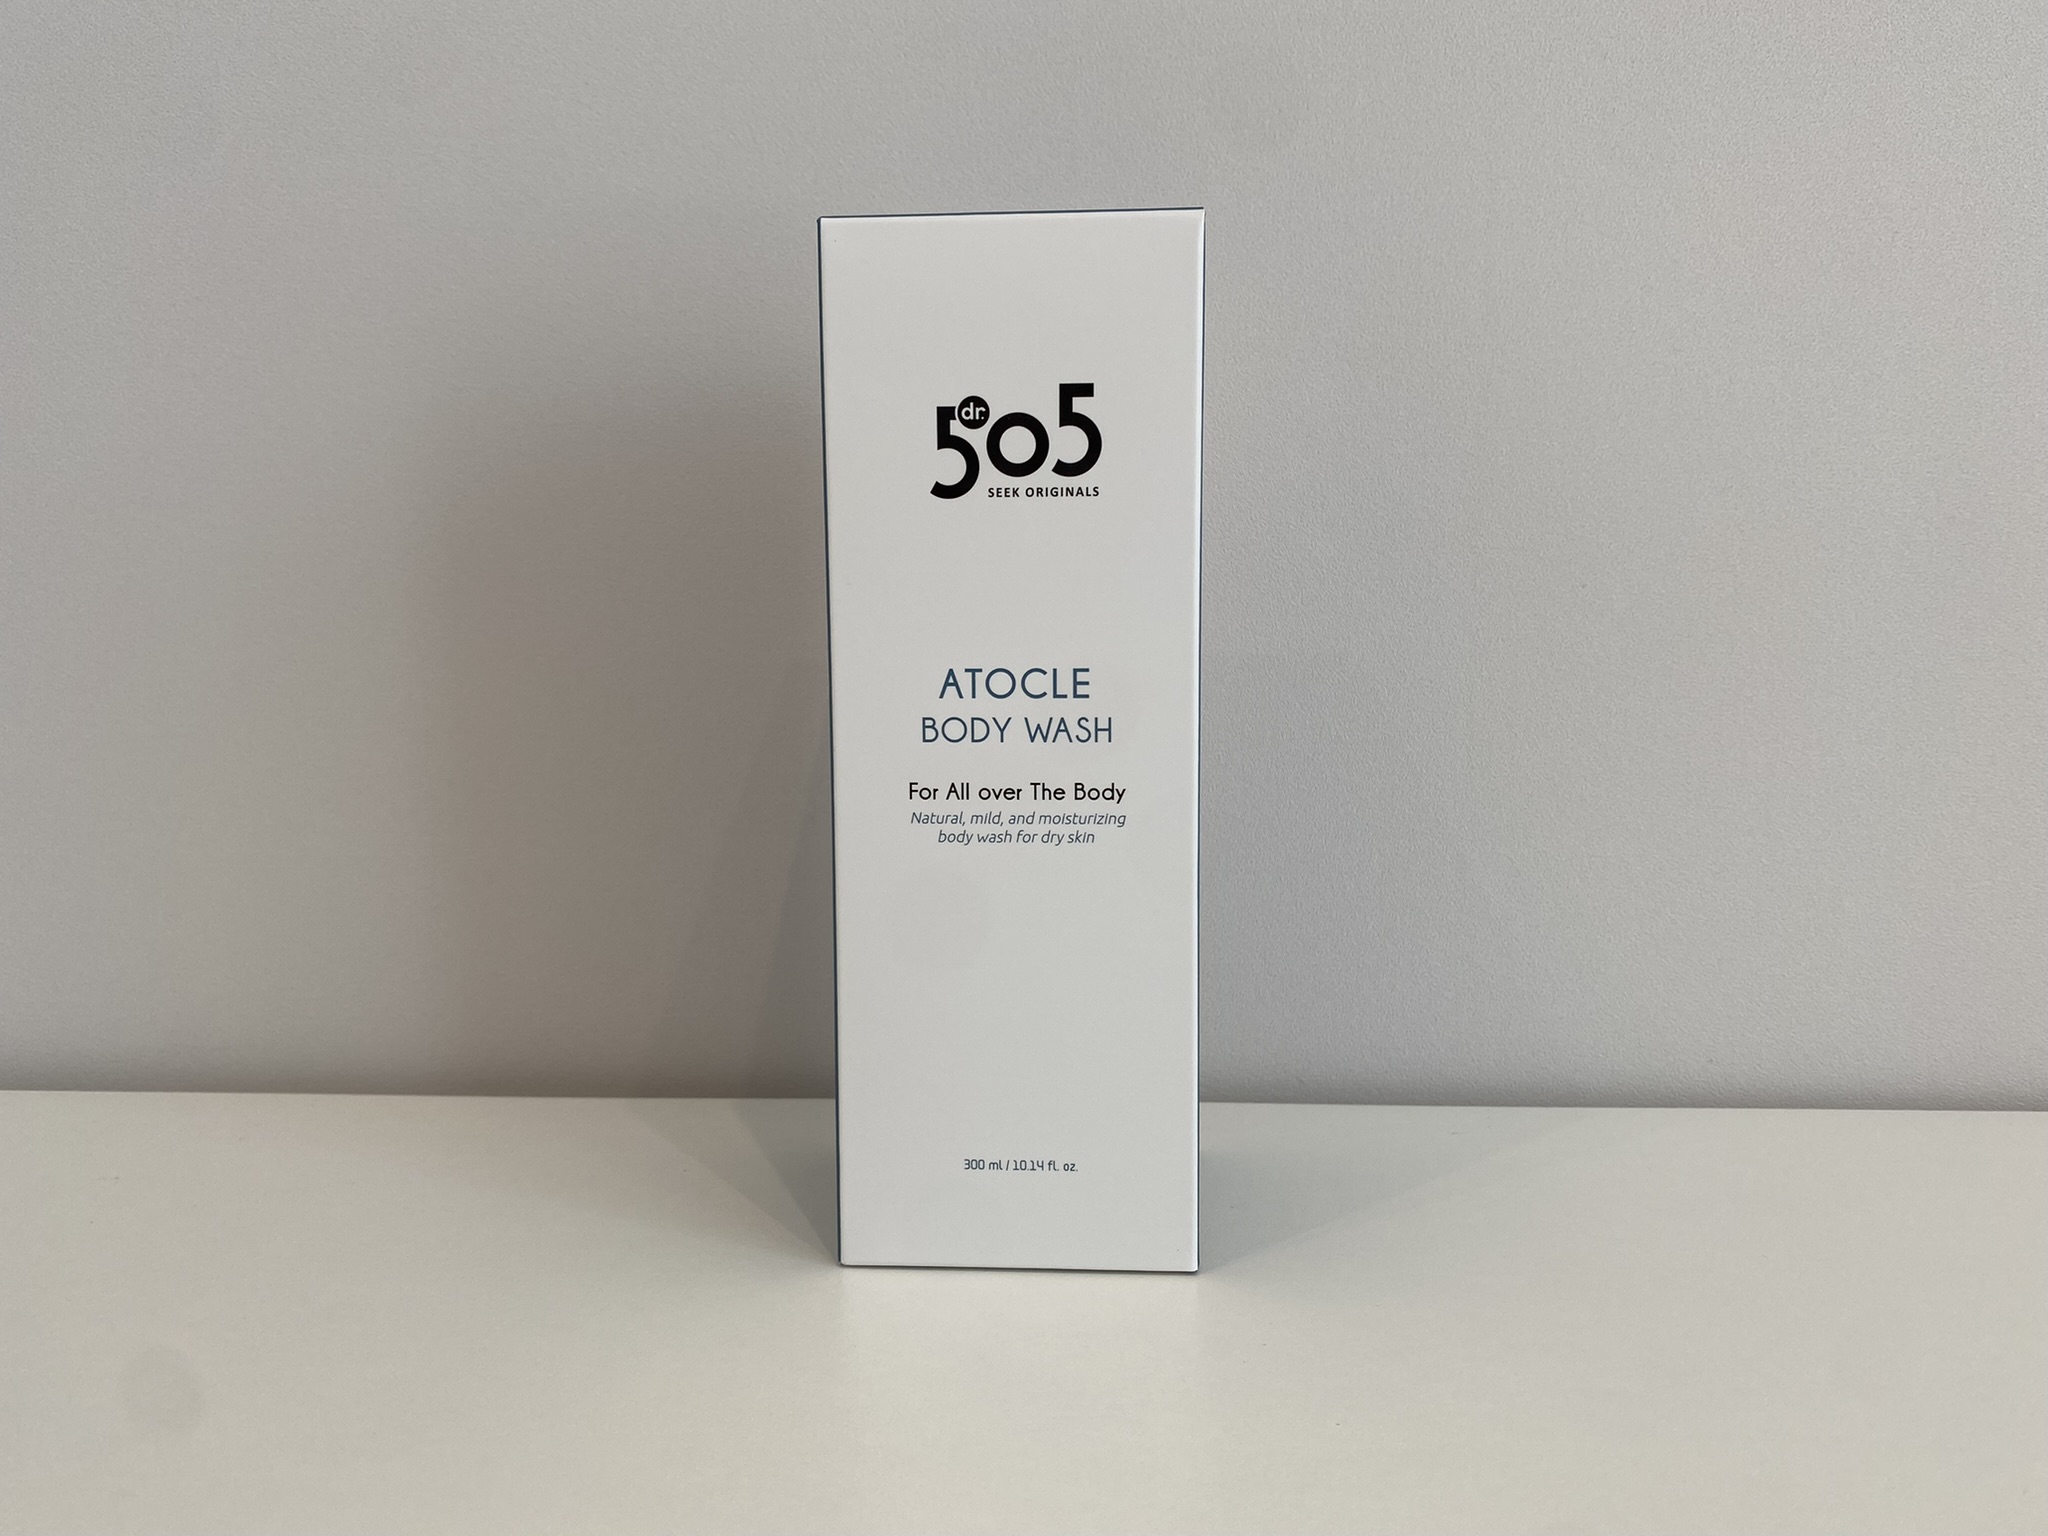 dr.
505
SEEK ORIGINALS
ATOCLE
BODY WASH
For All over The Body
Natural, mild, and moisturizing
body wash for dry skin
300 ml / 10.14 fl. oz.